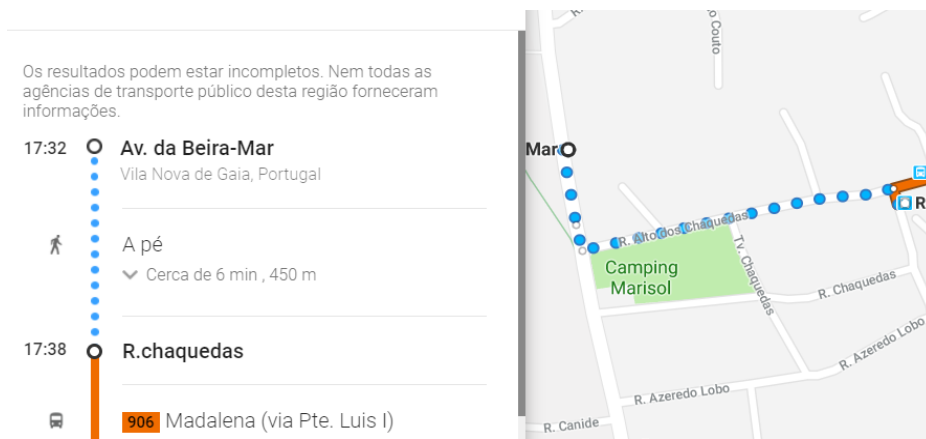 Os resultados podem estar incompletos. Nem todas as
agências de transporte público desta região forneceram
informações.
17:32
Av. da Beira-Mar
Vila Nova de Gaia, Portugal
A pé
Cerca de 6 min , 450 m
17:38
R.chaquedas
906 Madalena (via Pte. Luis I)
Couto
Mar
R. Alto dos Chaquedas
R
Camping
Marisol
Tv. Chaquedas
R. Chaquedas
R. Azeredo Lobo
R. Azeredo Lobo
R. Canide